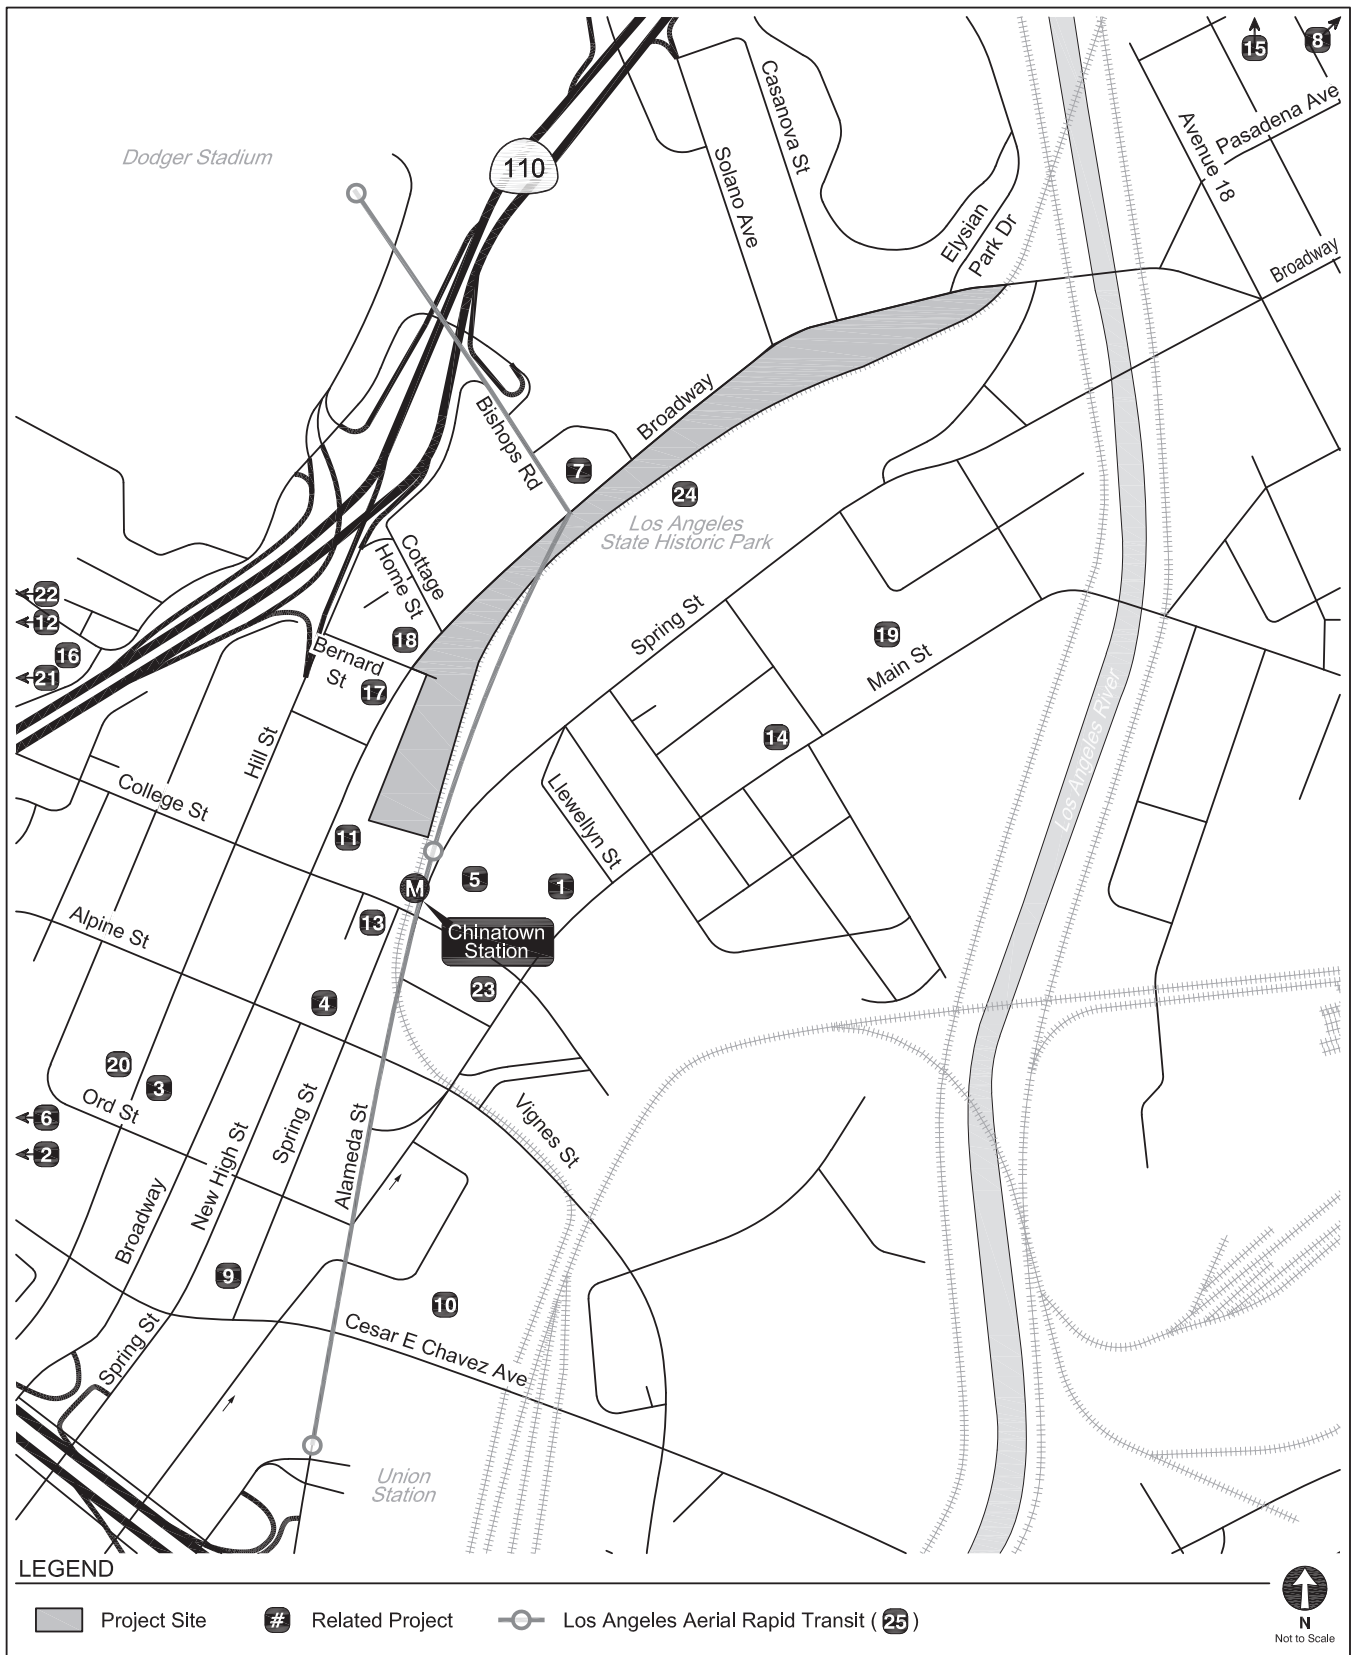 15
8
Pasadena Ave
Avenue 18
Casanova St
Solano Ave
Dodger Stadium
110
Elysian
Park Dr
Broadway
Broadway
Bishops Rd
7
24
Los Angeles
State Historic Park
Cottage
Home St
22
12
16
21
18
Bernard
St
17
Spring St
19
Main St
14
Los Angeles River
Hill St
College St
Llewellyn St
11
5
1
M
Chinatown
Station
13
23
Alpine St
4
20
3
Ord St
6
2
Spring St
New High St
Alameda St
Vignes St
Broadway
9
10
Cesar E Chavez Ave
Spring St
Union
Station
LEGEND
Project Site
# Related Project
Los Angeles Aerial Rapid Transit ( 25 )
N
Not to Scale